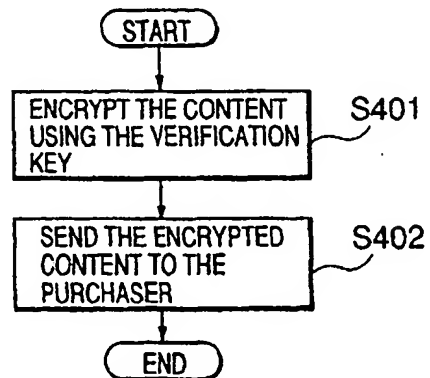 START
ENCRYPT THE CONTENT
USING THE VERIFICATION
KEY
S401
SEND THE ENCRYPTED
CONTENT TO THE
PURCHASER
S402
END